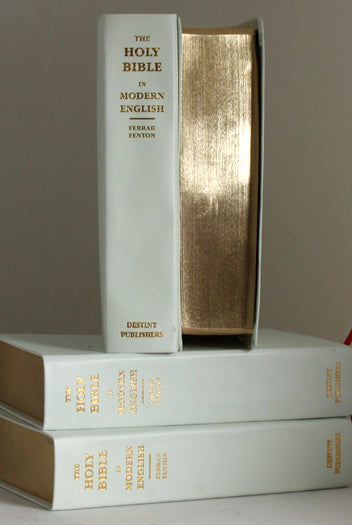 THE
HOLY
BIBLE
IN
MODERN
ENGLISH
FERRAR
FENTON
DESTINY
PUBLISHERS
THE
HOLY
BIBLE
IN
MODERN
ENGLISH
FERRAR
FENTON
DESTINY
PUBLISHERS
THE
HOLY
BIBLE
IN
MODERN
ENGLISH
FERRAR
FENTON
DESTINY
PUBLISHERS